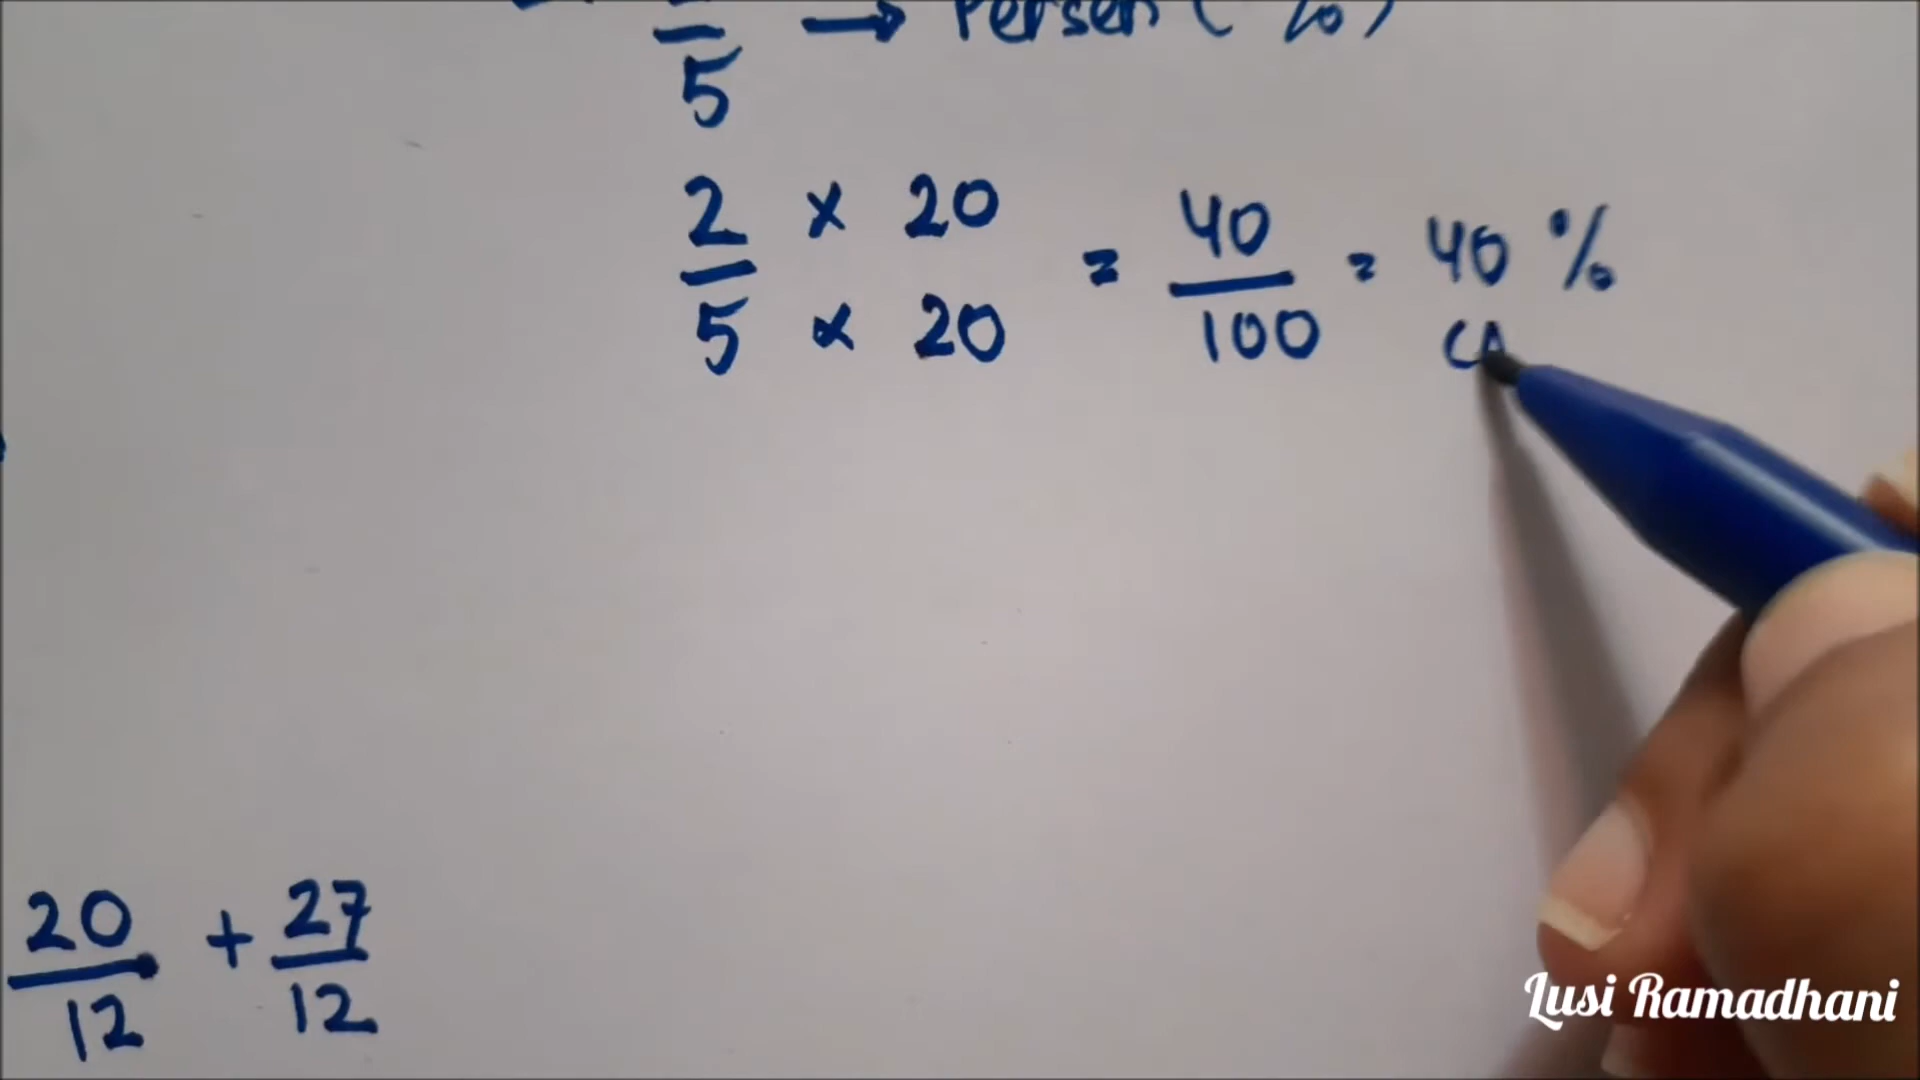 5 → Persen ( % )
2 × 20
5 × 20
= 40 = 40 %
100
(A
20 + 27
12 12
Lusi Ramadhani